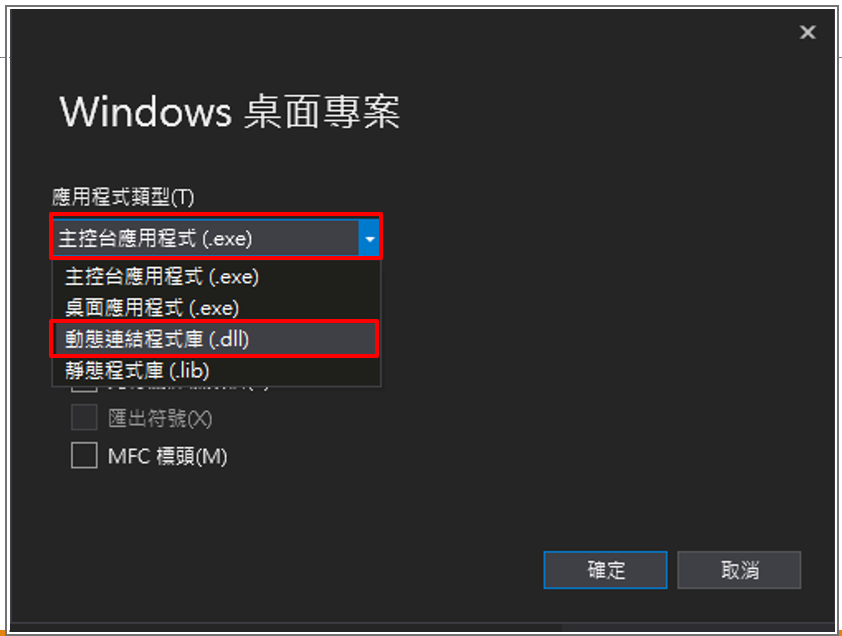 Windows 桌面專案
應用程式類型(T)
主控台應用程式 (.exe)
主控台應用程式 (.exe)
桌面應用程式 (.exe)
動態連結程式庫 (.dll)
靜態程式庫 (.lib)
匯出符號(X)
MFC 標頭(M)
確定
取消